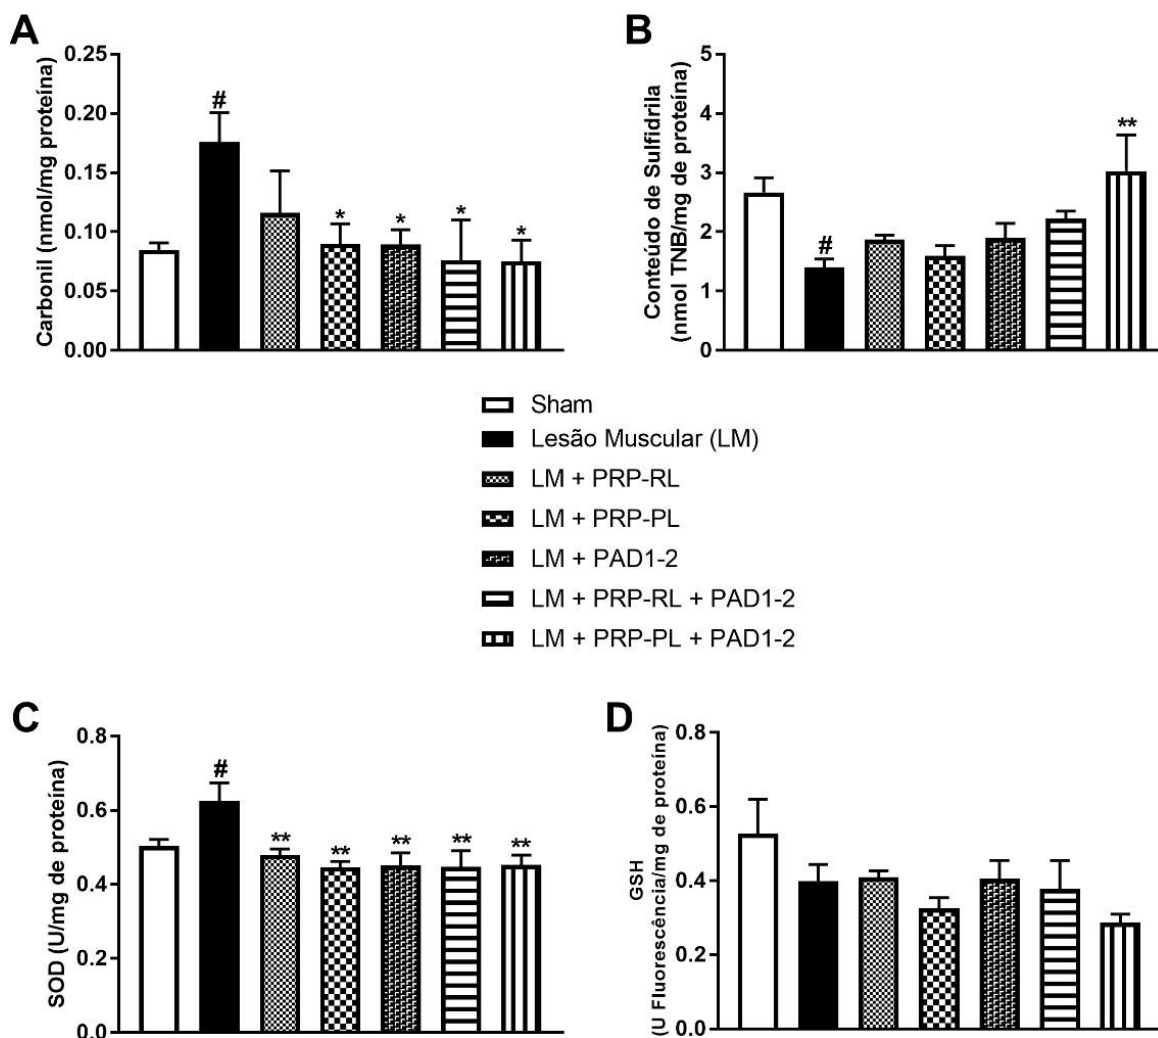 A
B
Carbonil (nmol/mg proteína)
0.25
0.20
0.15
0.10
0.05
0.00
#
*
*
*
*
Conteúdo de Sulfidrila
(nmol TNB/mg de proteína)
5
4
3
2
1
0
#
**
Sham
Lesão Muscular (LM)
LM + PRP-RL
LM + PRP-PL
LM + PAD1-2
LM + PRP-RL + PAD1-2
LM + PRP-PL + PAD1-2
C
D
SOD (U/mg de proteína)
0.8
0.6
0.4
0.2
0.0
#
**
**
**
**
**
GSH
(U Fluorescência/mg de proteína)
0.8
0.6
0.4
0.2
0.0